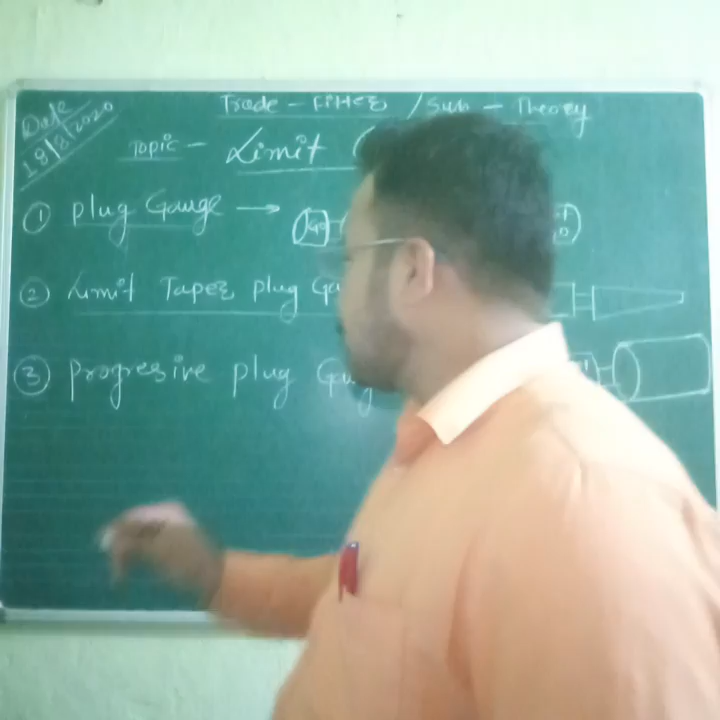 Date
18/8/2020
Trade - Fitter / Sub - Theory
Topic - Limit
① Plug Gauge → Go
② Limit Taper plug
③ Progresive plug